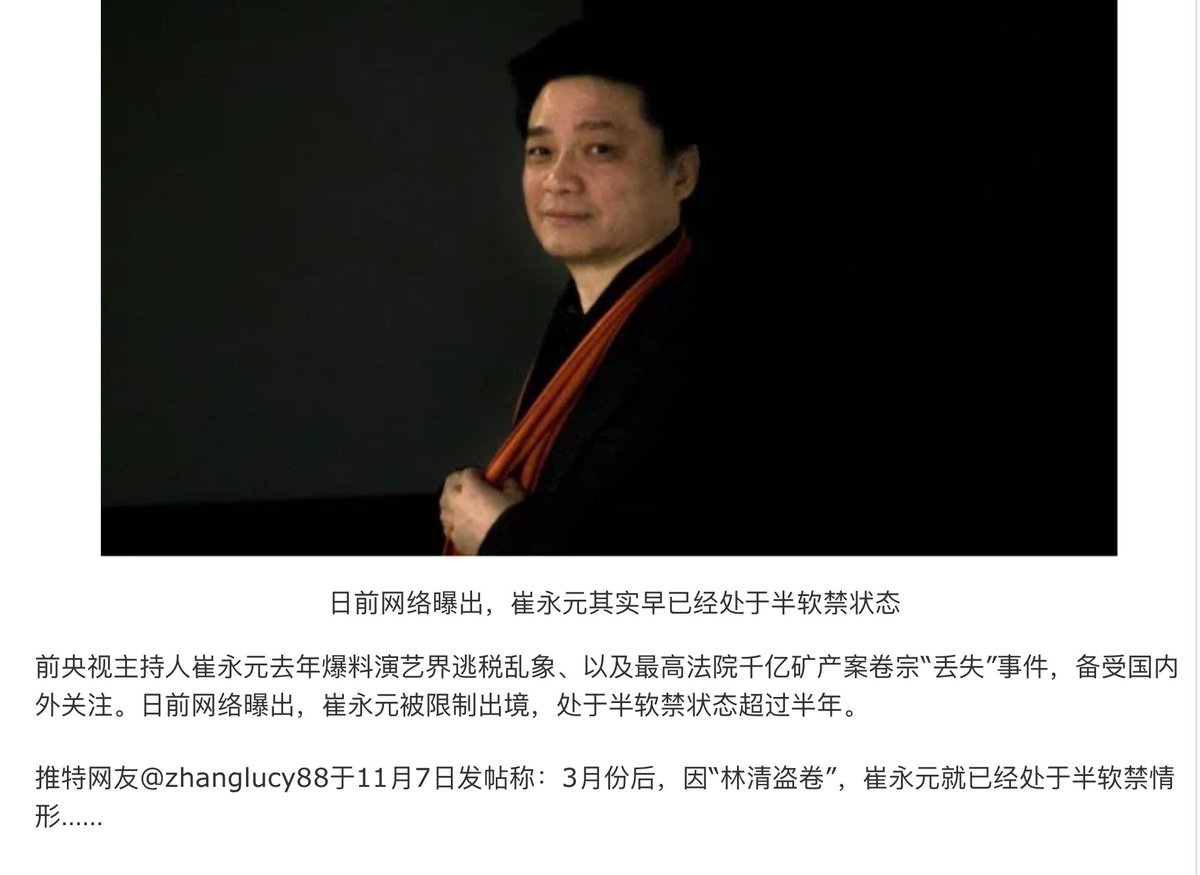 日前网络曝出，崔永元其实早已经处于半软禁状态
前央视主持人崔永元去年爆料演艺界逃税乱象、以及最高法院千亿矿产案卷宗“丢失”事件，备受国内
外关注。日前网络曝出，崔永元被限制出境，处于半软禁状态超过半年。
推特网友@zhanglucy88于11月7日发帖称：3月份后，因“林清盗卷”，崔永元就已经处于半软禁情
形……